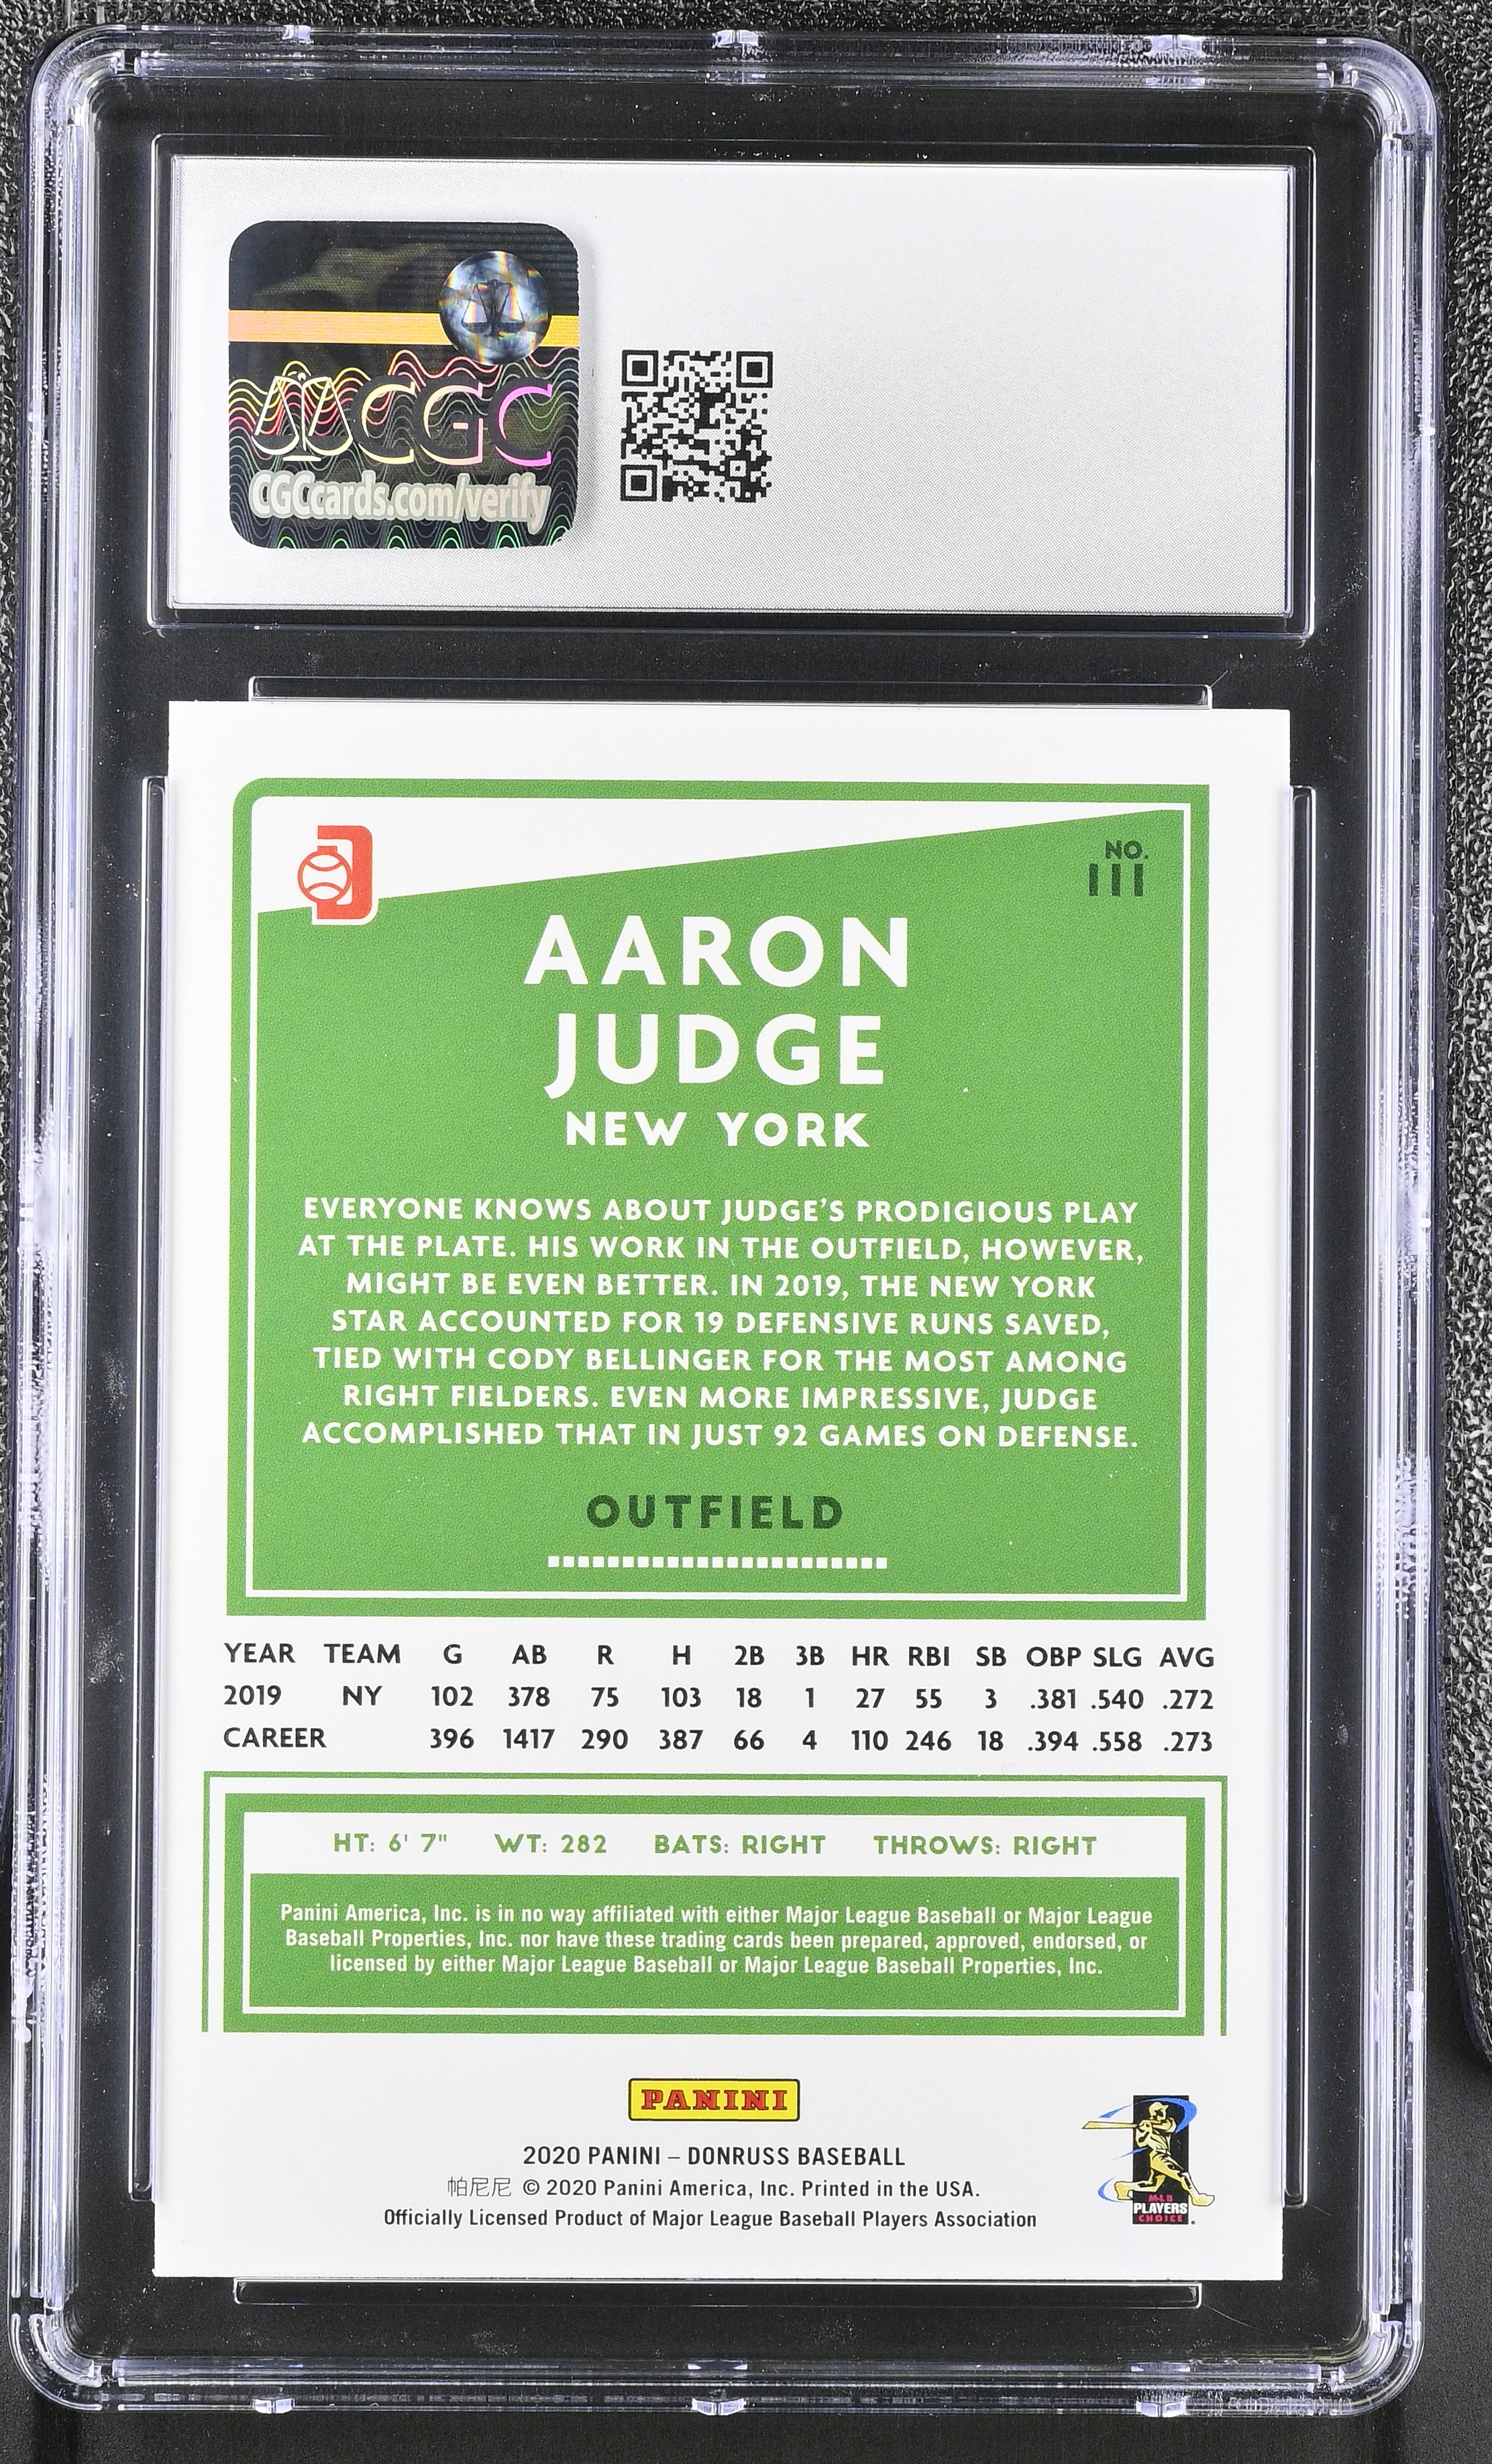 CGC
CGCcards.com/verify
NO.
111
AARON
JUDGE
NEW YORK
EVERYONE KNOWS ABOUT JUDGE'S PRODIGIOUS PLAY
AT THE PLATE. HIS WORK IN THE OUTFIELD, HOWEVER,
MIGHT BE EVEN BETTER. IN 2019, THE NEW YORK
STAR ACCOUNTED FOR 19 DEFENSIVE RUNS SAVED,
TIED WITH CODY BELLINGER FOR THE MOST AMONG
RIGHT FIELDERS. EVEN MORE IMPRESSIVE, JUDGE
ACCOMPLISHED THAT IN JUST 92 GAMES ON DEFENSE.
OUTFIELD
YEAR TEAM G AB R H 2B 3B HR RBI SB OBP SLG AVG
2019 NY 102 378 75 103 18 1 27 55 3 .381 .540 .272
CAREER 396 1417 290 387 66 4 110 246 18 .394 .558 .273
HT: 6' 7" WT: 282 BATS: RIGHT THROWS: RIGHT
Panini America, Inc. is in no way affiliated with either Major League Baseball or Major League
Baseball Properties, Inc. nor have these trading cards been prepared, approved, endorsed, or
licensed by either Major League Baseball or Major League Baseball Properties, Inc.
PANINI
2020 PANINI – DONRUSS BASEBALL
帕尼尼 © 2020 Panini America, Inc. Printed in the USA.
Officially Licensed Product of Major League Baseball Players Association
MLB
PLAYERS
CHOICE